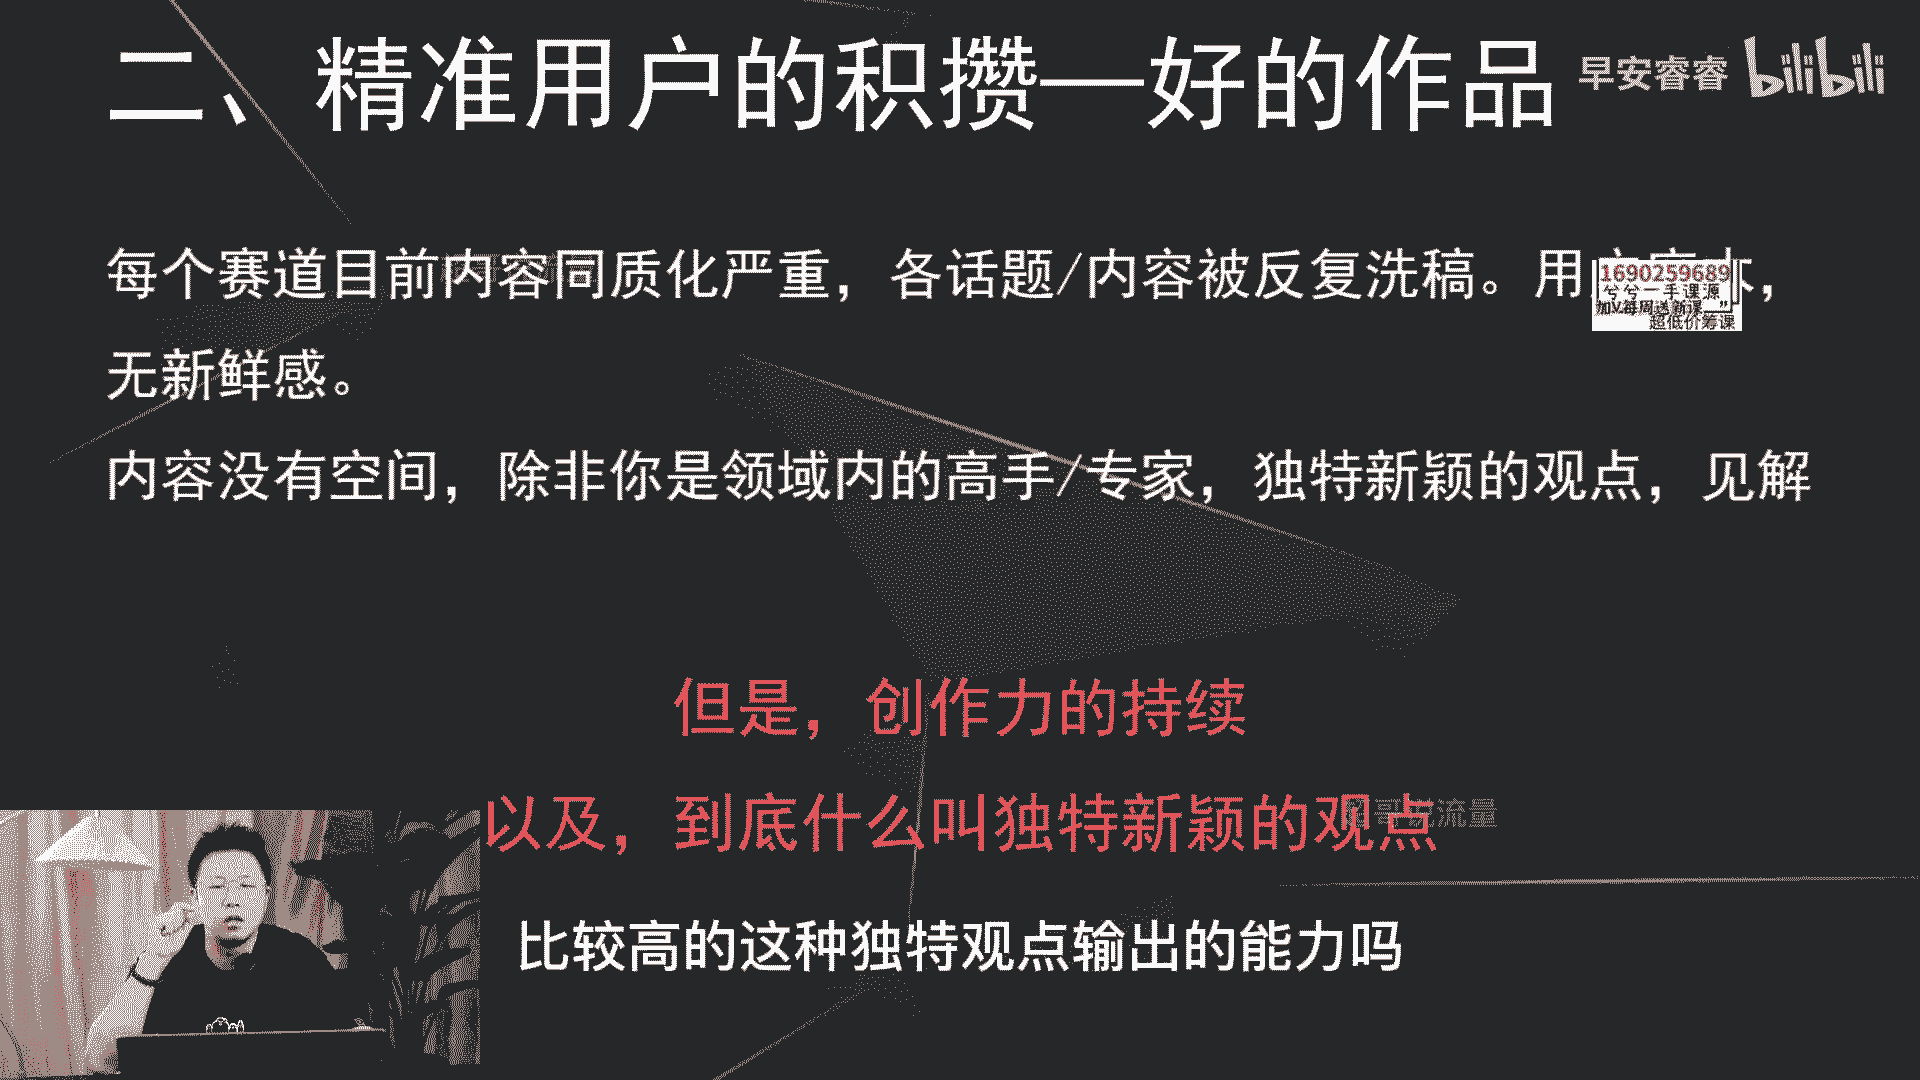 二、精准用户的积攒—好的作品
早安睿睿 bilibili
每个赛道目前内容同质化严重，各话题/内容被反复洗稿。用
1690259689
兮兮一手课源
加V每周送新课
超低价筹课
无新鲜感。
内容没有空间，除非你是领域内的高手/专家，独特新颖的观点，见解
但是，创作力的持续
以及，到底什么叫独特新颖的观点
流量
比较高的这种独特观点输出的能力吗